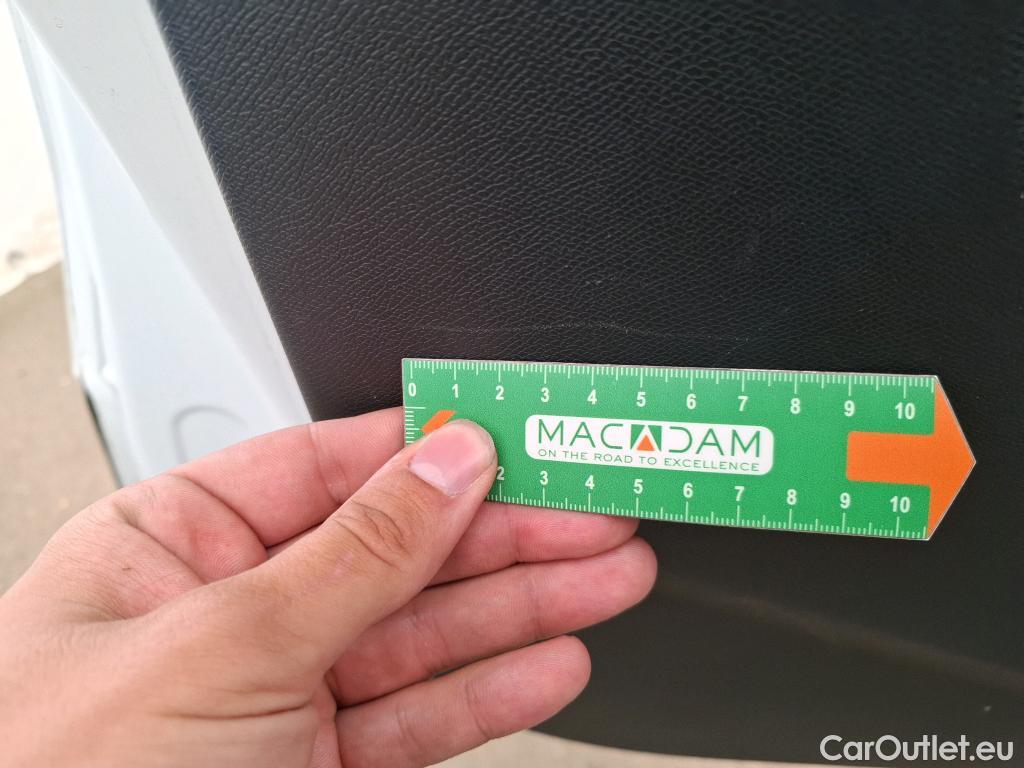 0 1 2 3 4 5 6 7 8 9 10
MACADAM
ON THE ROAD TO EXCELLENCE
2 3 4 5 6 7 8 9 10
CarOutlet.eu